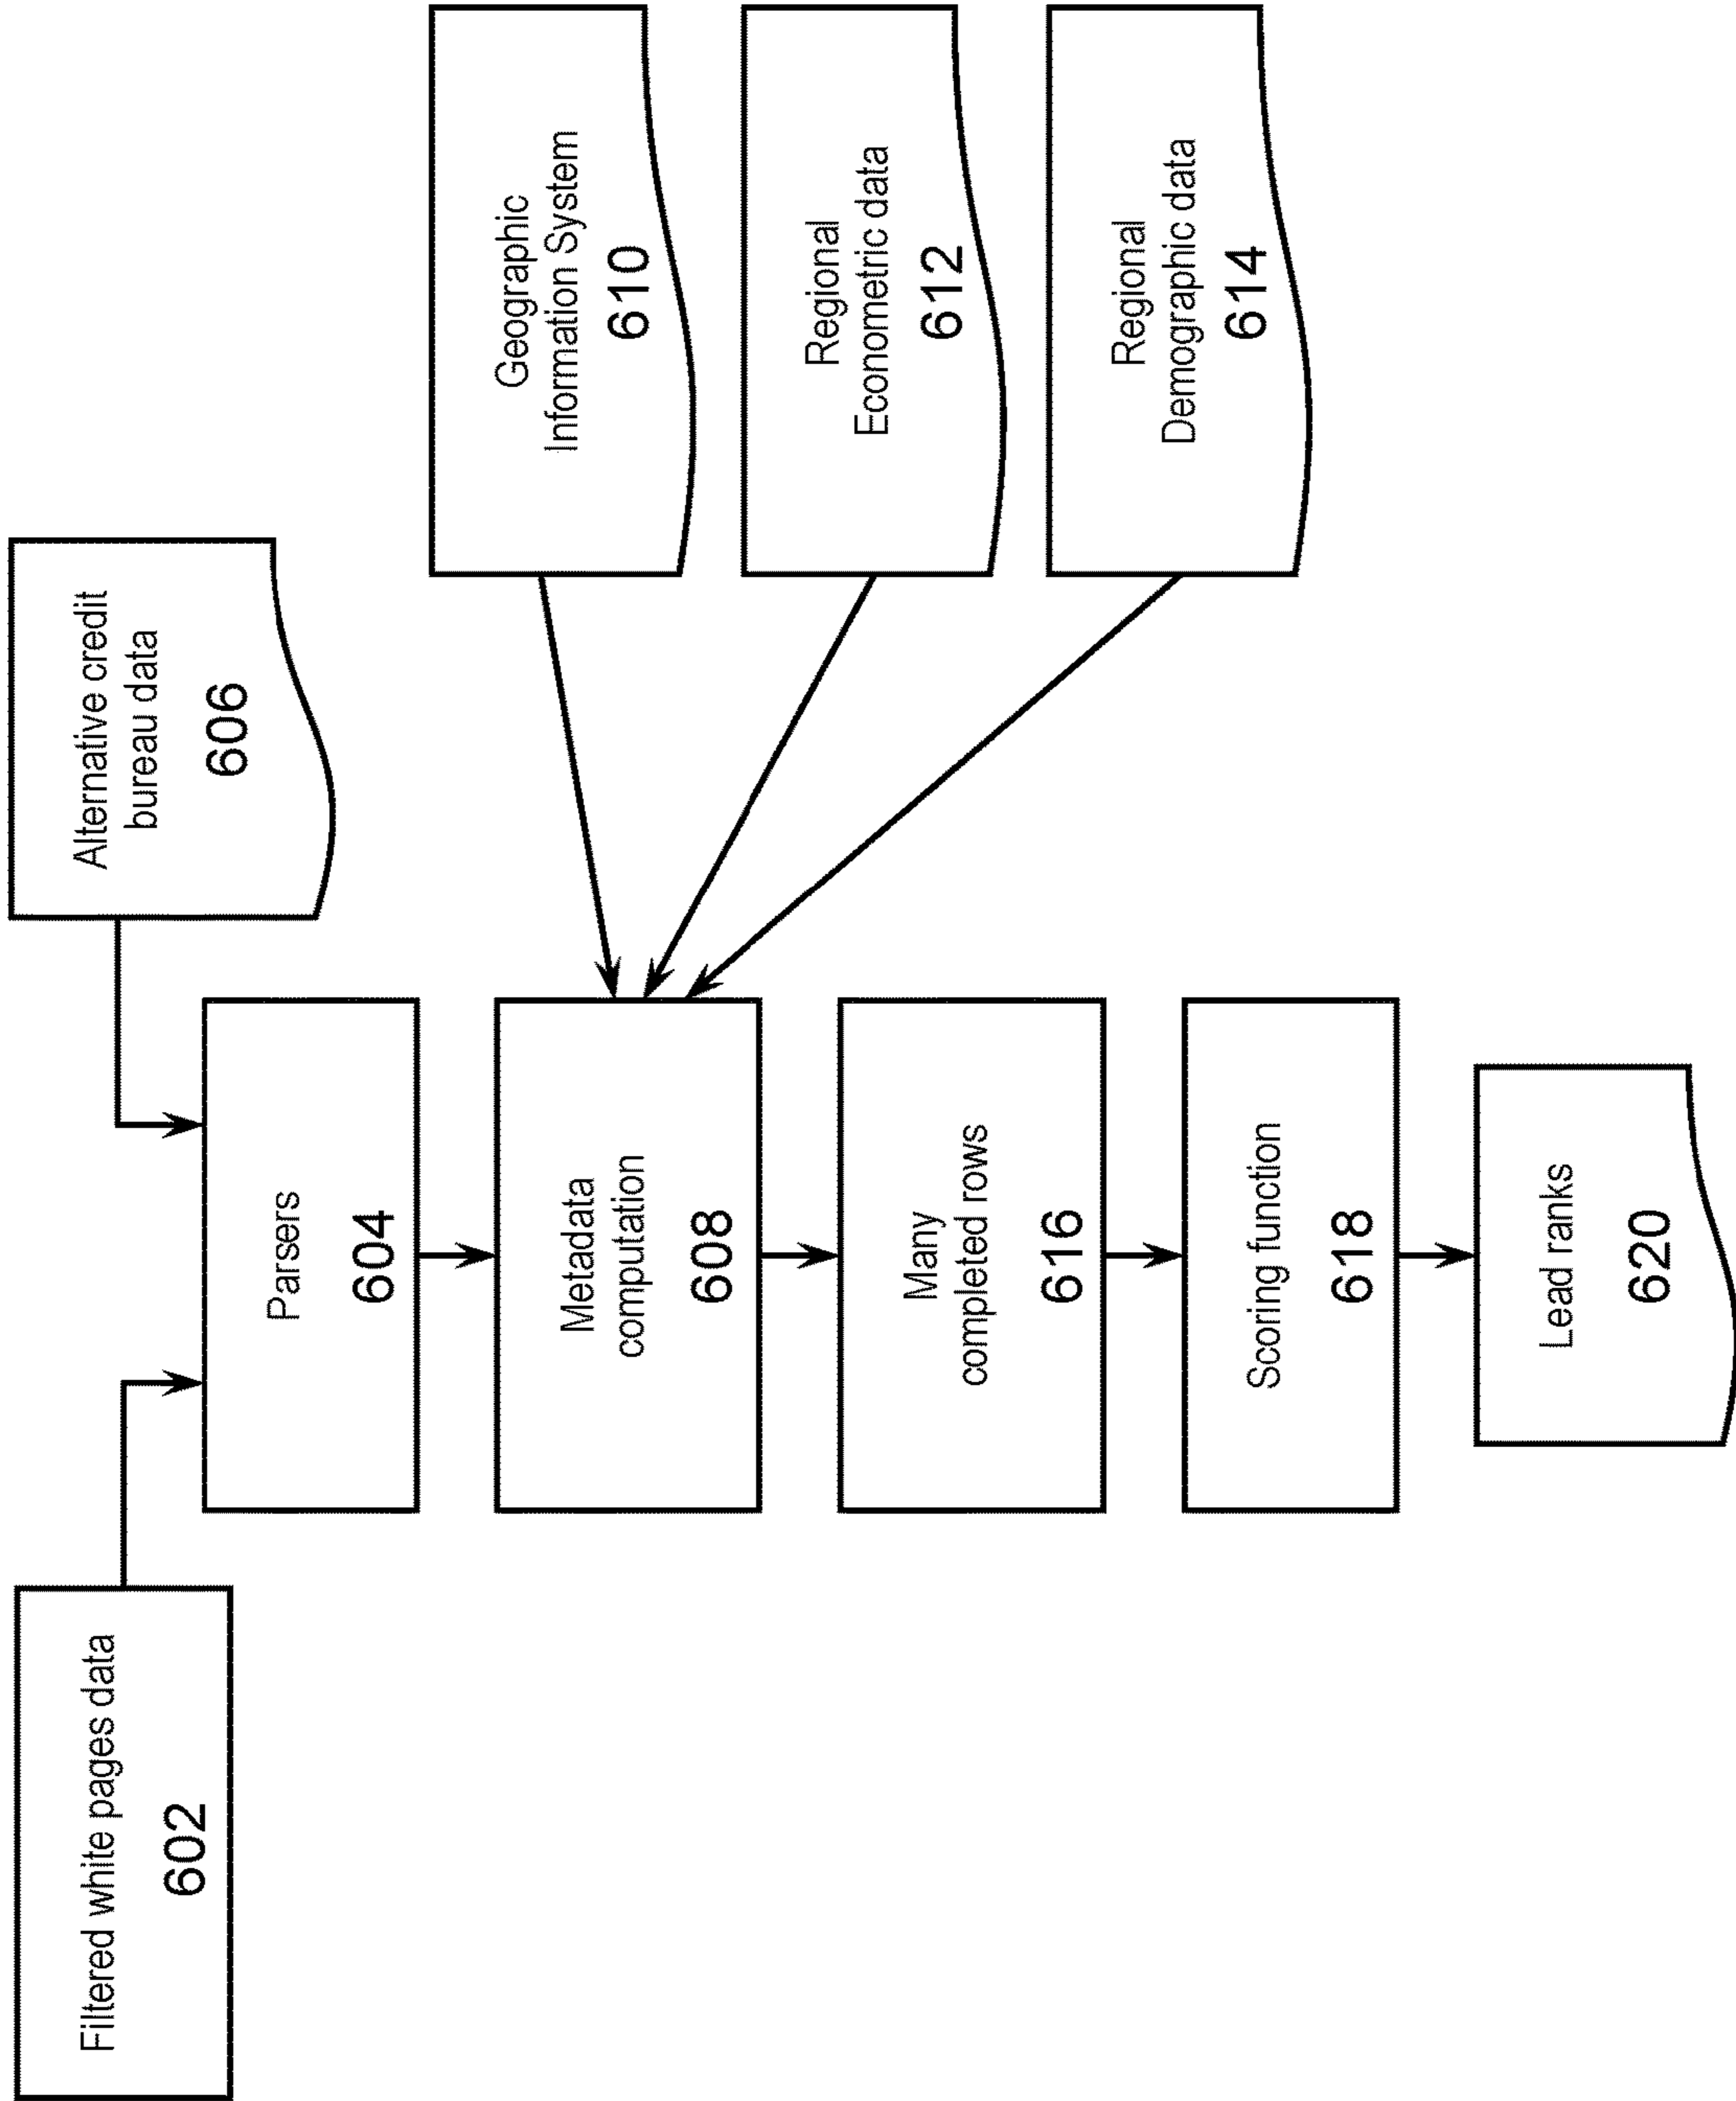 Filtered white pages data
602
Alternative credit
bureau data
606
Parsers
604
Metadata
computation
608
Geographic
Information System
610
Regional
Econometric data
612
Regional
Demographic data
614
Many
completed rows
616
Scoring function
618
Lead ranks
620